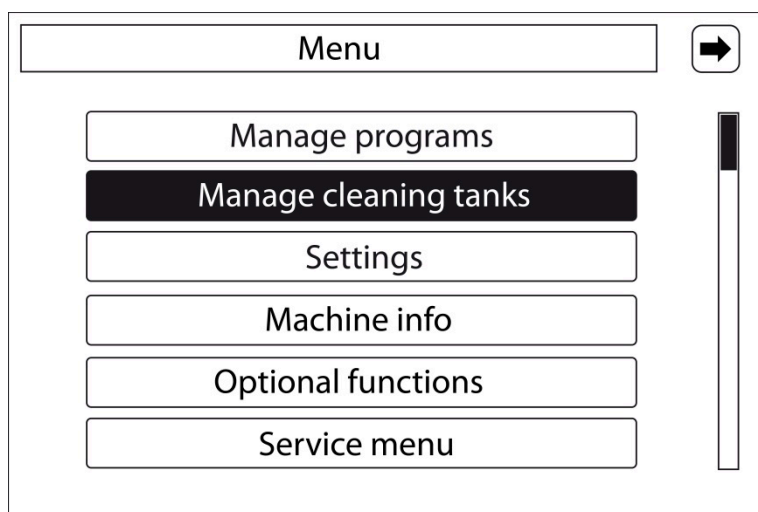 Menu
Manage programs
Manage cleaning tanks
Settings
Machine info
Optional functions
Service menu